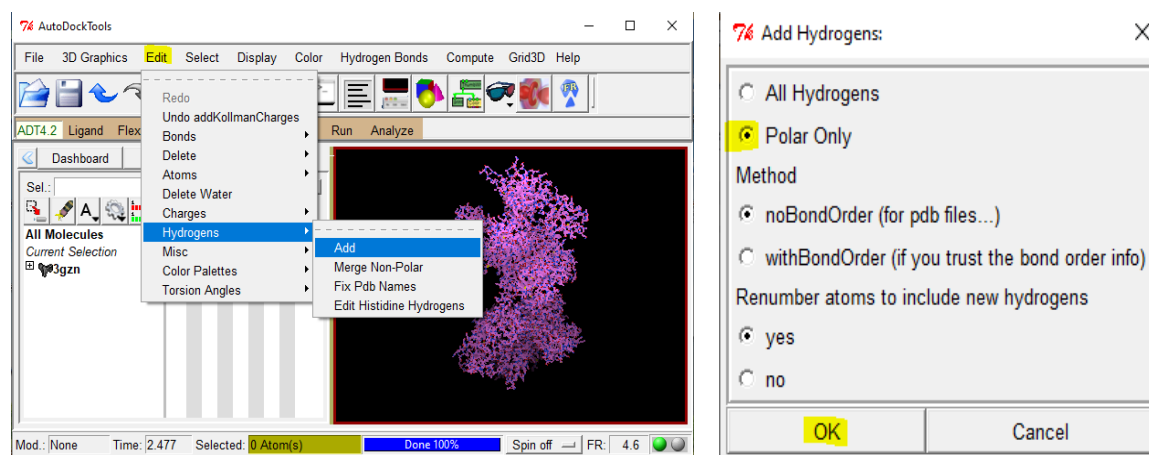 AutoDockTools
File 3D Graphics Edit Select Display Color Hydrogen Bonds Compute Grid3D Help
ADT4.2 Ligand Flex Run Analyze
Dashboard
Sel.:
All Molecules
Current Selection
3gzn
Redo
Undo addKollmanCharges
Bonds
Delete
Atoms
Delete Water
Charges
Hydrogens
Misc
Color Palettes
Torsion Angles
Add
Merge Non-Polar
Fix Pdb Names
Edit Histidine Hydrogens
Mod.: None Time: 2.477 Selected: 0 Atom(s) Done 100% Spin off FR: 4.6
Add Hydrogens:
All Hydrogens
Polar Only
Method
noBondOrder (for pdb files...)
withBondOrder (if you trust the bond order info)
Renumber atoms to include new hydrogens
yes
no
OK Cancel